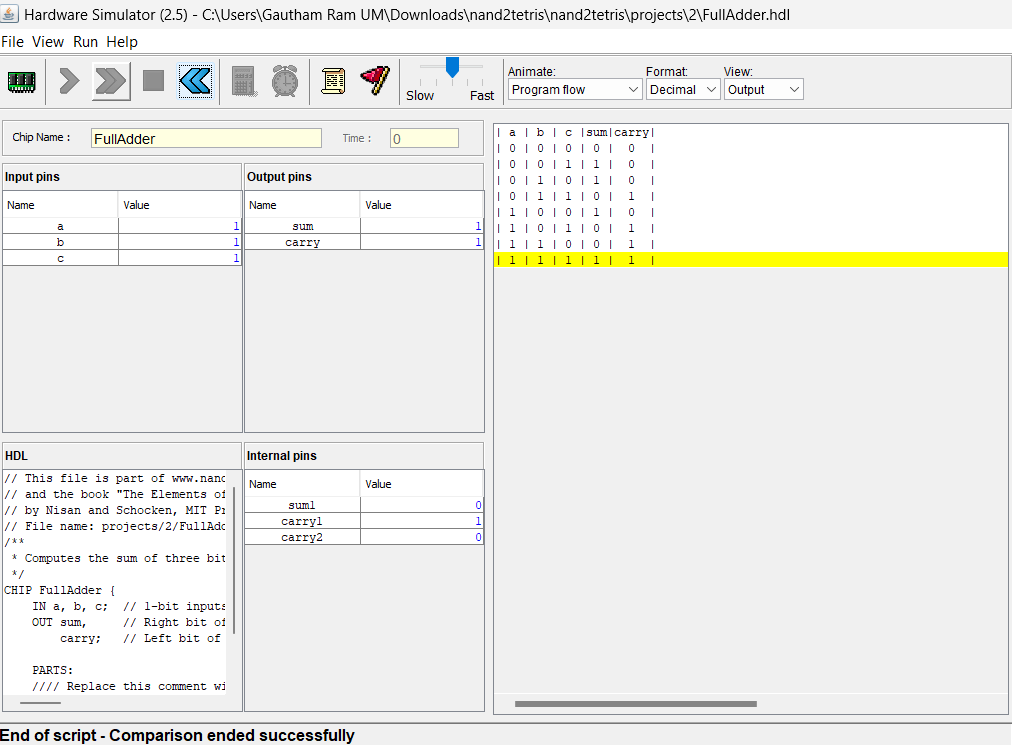 Hardware Simulator (2.5) - C:\Users\Gautham Ram UM\Downloads\nand2tetris\nand2tetris\projects\2\FullAdder.hdl
File View Run Help
Slow Fast
Animate: Format: View:
Program flow Decimal Output
Chip Name : FullAdder Time : 0
Input pins
Name Value
a 1
b 1
c 1
Output pins
Name Value
sum 1
carry 1
| a | b | c |sum|carry|
| 0 | 0 | 0 | 0 | 0 |
| 0 | 0 | 1 | 1 | 0 |
| 0 | 1 | 0 | 1 | 0 |
| 0 | 1 | 1 | 0 | 1 |
| 1 | 0 | 0 | 1 | 0 |
| 1 | 0 | 1 | 0 | 1 |
| 1 | 1 | 0 | 0 | 1 |
| 1 | 1 | 1 | 1 | 1 |
HDL
// This file is part of www.nanc
// and the book "The Elements of
// by Nisan and Schocken, MIT Pr
// File name: projects/2/FullAdd
/**
* Computes the sum of three bit
*/
CHIP FullAdder {
IN a, b, c; // 1-bit inputs
OUT sum, // Right bit of
carry; // Left bit of
PARTS:
//// Replace this comment wi
Internal pins
Name Value
sum1 0
carry1 1
carry2 0
End of script - Comparison ended successfully